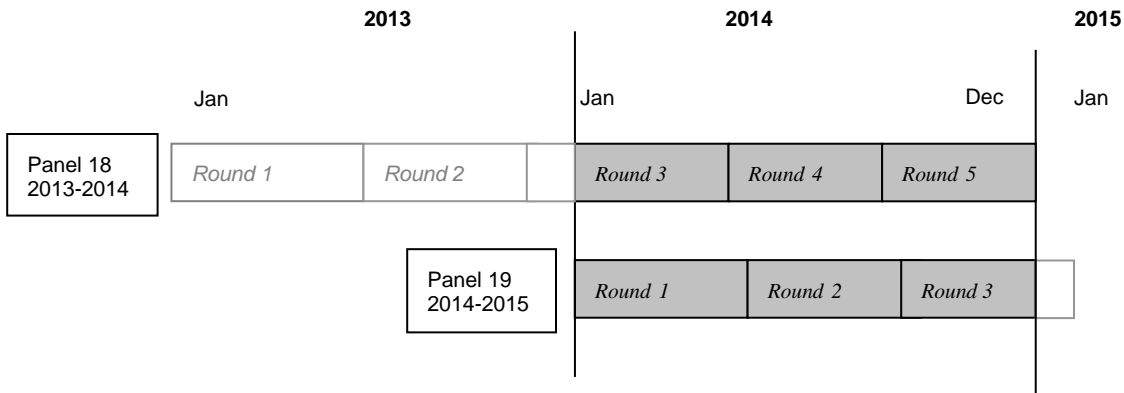 2013 2014 2015
Jan Jan Dec Jan
Panel 18
2013-2014
Round 1 Round 2 Round 3 Round 4 Round 5
Panel 19
2014-2015
Round 1 Round 2 Round 3